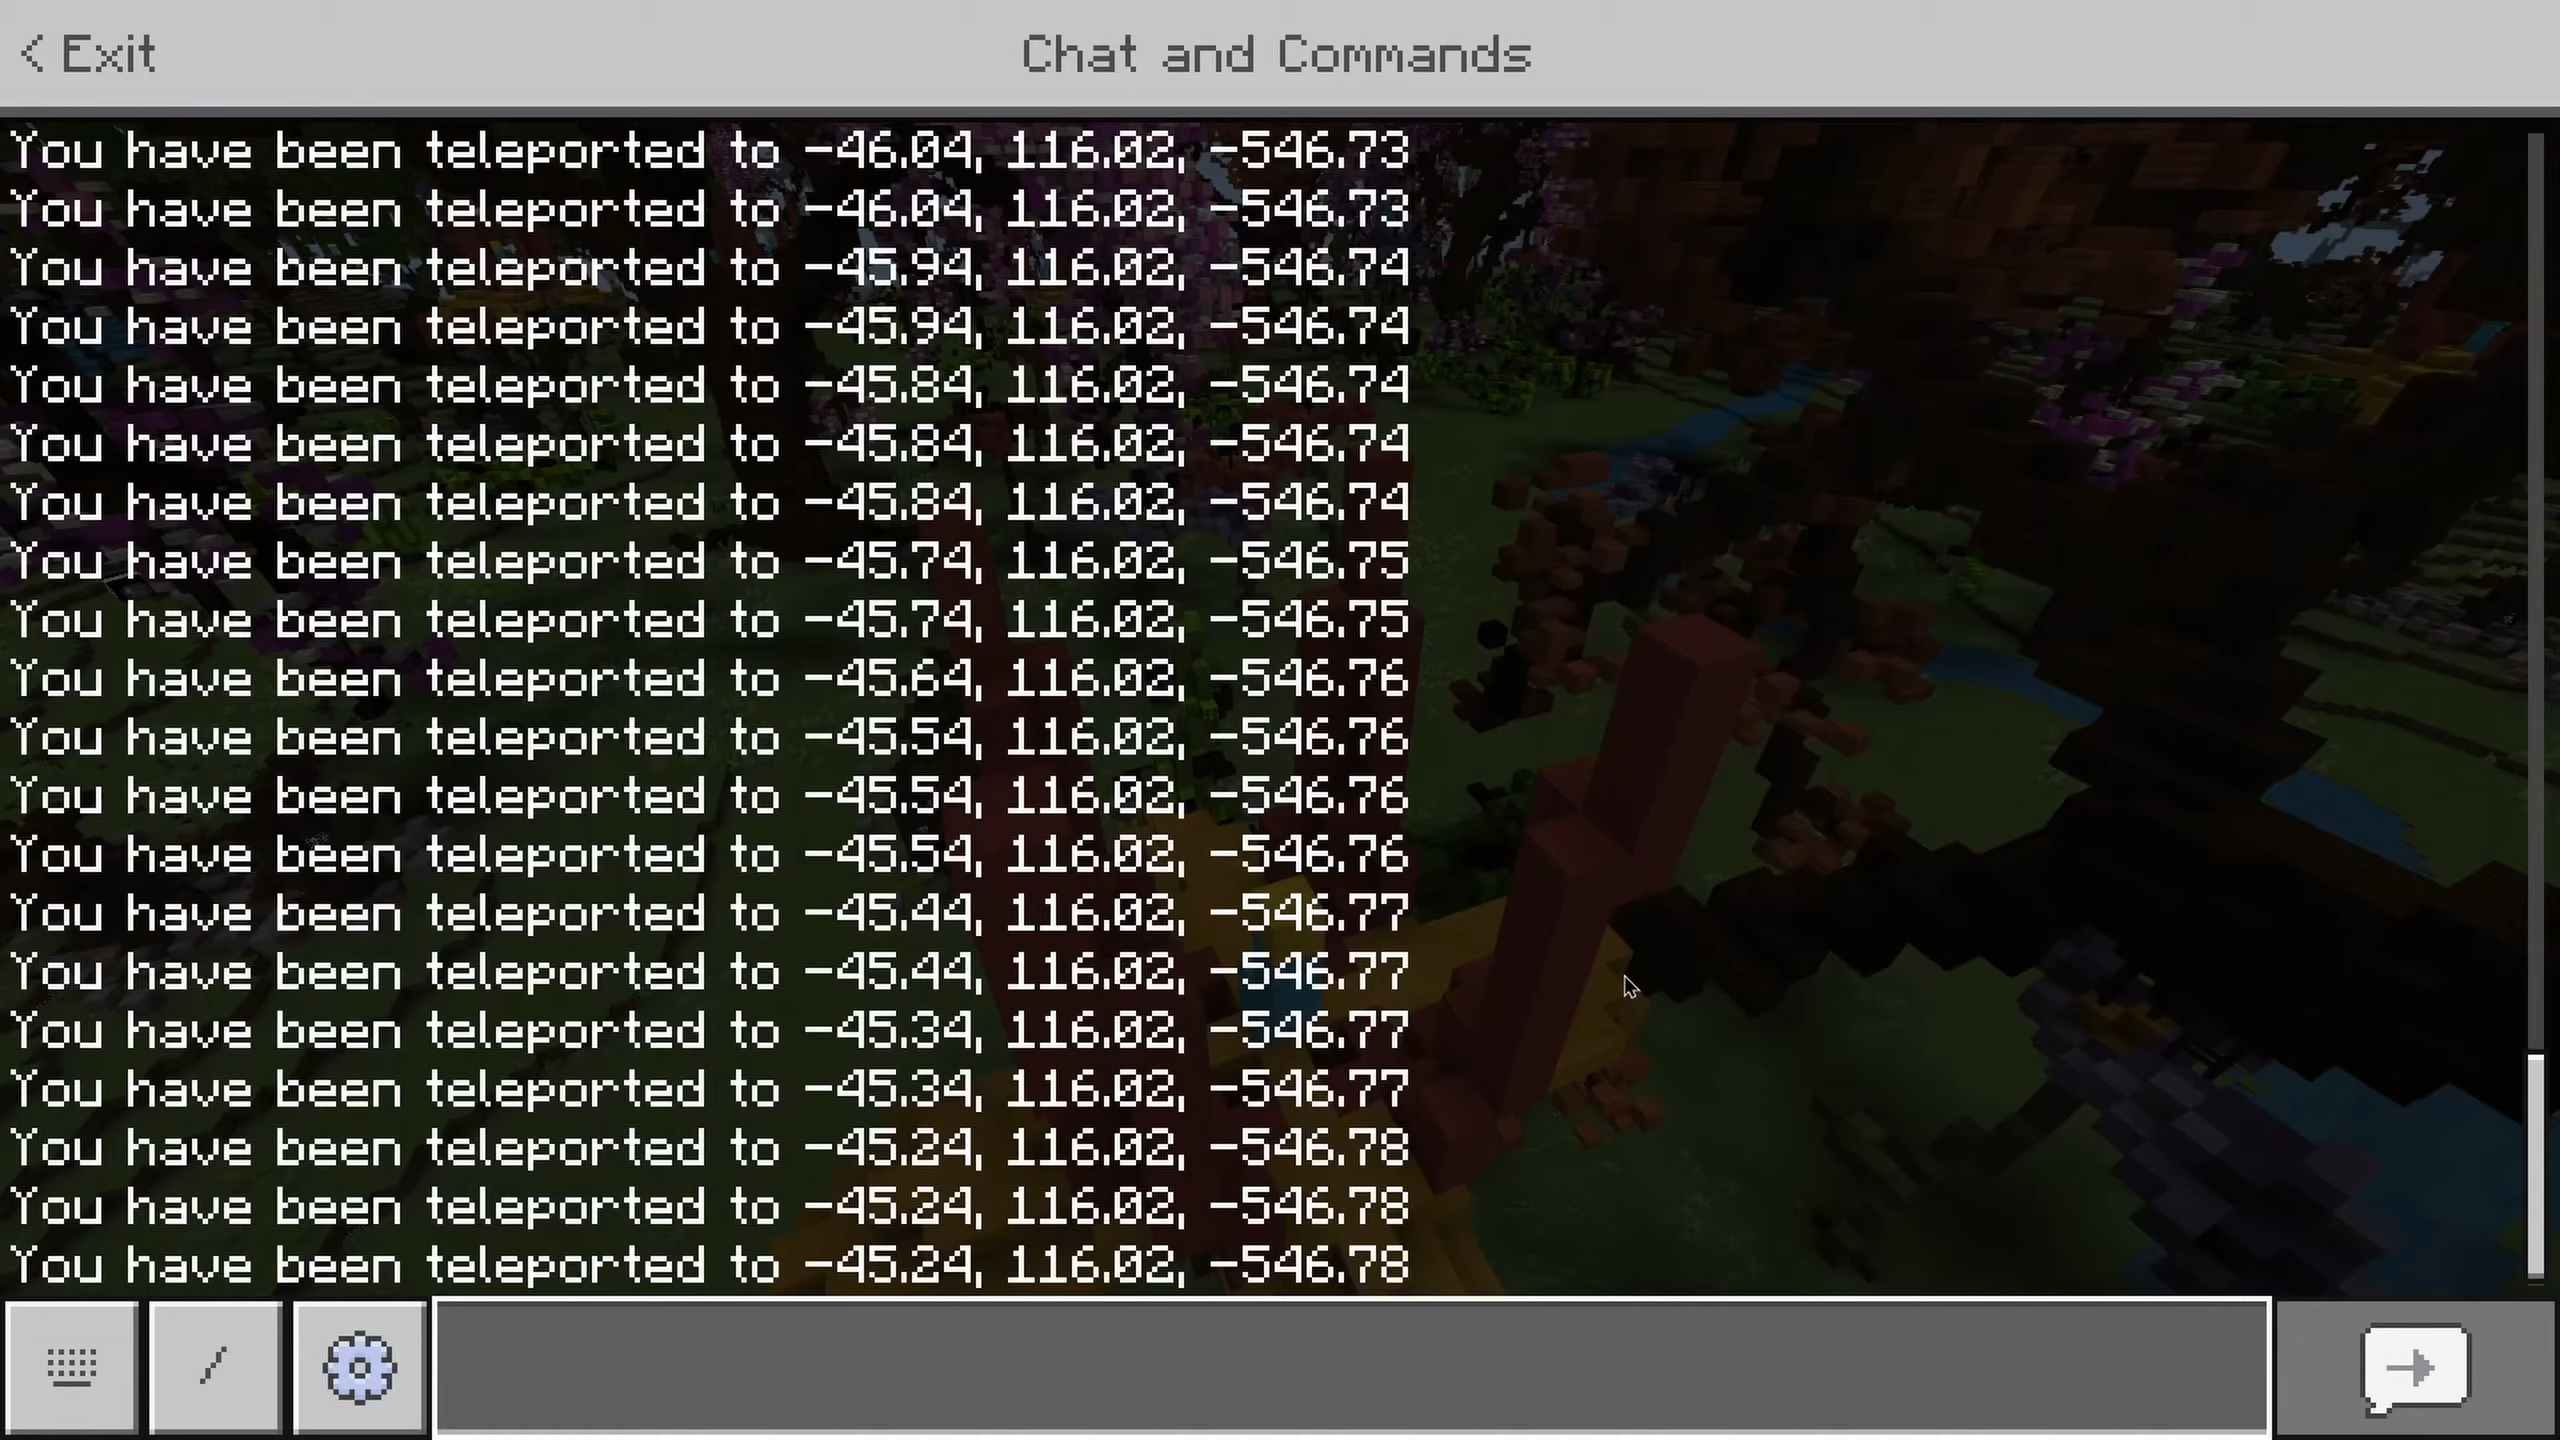 < Exit
Chat and Commands
You have been teleported to -46.04, 116.02, -546.73
You have been teleported to -46.04, 116.02, -546.73
You have been teleported to -45.94, 116.02, -546.74
You have been teleported to -45.94, 116.02, -546.74
You have been teleported to -45.84, 116.02, -546.74
You have been teleported to -45.84, 116.02, -546.74
You have been teleported to -45.84, 116.02, -546.74
You have been teleported to -45.74, 116.02, -546.75
You have been teleported to -45.74, 116.02, -546.75
You have been teleported to -45.64, 116.02, -546.76
You have been teleported to -45.54, 116.02, -546.76
You have been teleported to -45.54, 116.02, -546.76
You have been teleported to -45.54, 116.02, -546.76
You have been teleported to -45.44, 116.02, -546.77
You have been teleported to -45.44, 116.02, -546.77
You have been teleported to -45.34, 116.02, -546.77
You have been teleported to -45.34, 116.02, -546.77
You have been teleported to -45.24, 116.02, -546.78
You have been teleported to -45.24, 116.02, -546.78
You have been teleported to -45.24, 116.02, -546.78
/